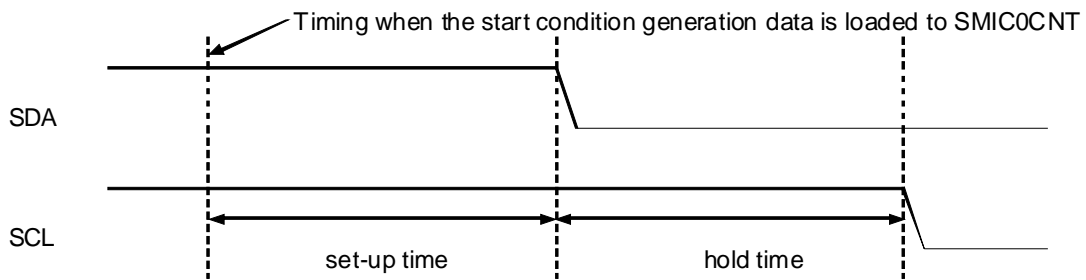 Timing when the start condition generation data is loaded to SMIC0CNT
SDA
SCL
set-up time
hold time